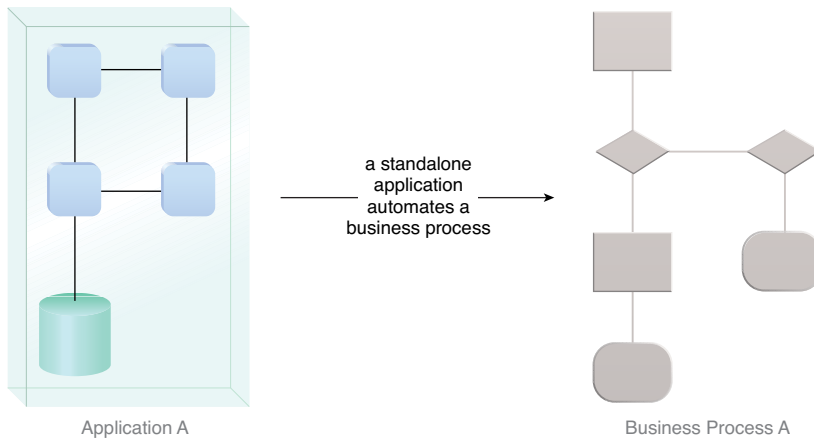 a standalone
application
automates a
business process
Application A
Business Process A